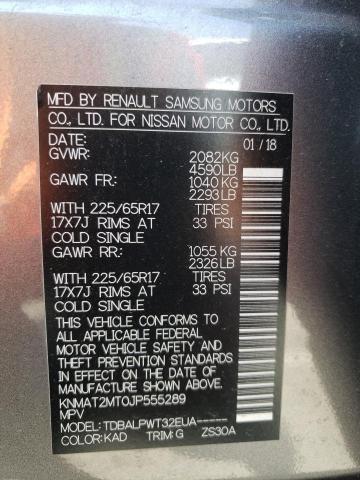 MFD BY RENAULT SAMSUNG MOTORS
CO., LTD. FOR NISSAN MOTOR CO., LTD.
DATE: 01 / 18
GVWR: 2082KG
4590LB
GAWR FR: 1040 KG
2293LB
WITH 225/65R17 TIRES
17X7J RIMS AT 33 PSI
COLD SINGLE
GAWR RR: 1055 KG
2326LB
WITH 225/65R17 TIRES
17X7J RIMS AT 33 PSI
COLD SINGLE
THIS VEHICLE CONFORMS TO
ALL APPLICABLE FEDERAL
MOTOR VEHICLE SAFETY AND
THEFT PREVENTION STANDARDS
IN EFFECT ON THE DATE OF
MANUFACTURE SHOWN ABOVE.
KNMAT2MT0JP555289
MPV
MODEL: TDBALPWT32EUA-----
COLOR: KAD TRIM: G ZS30A